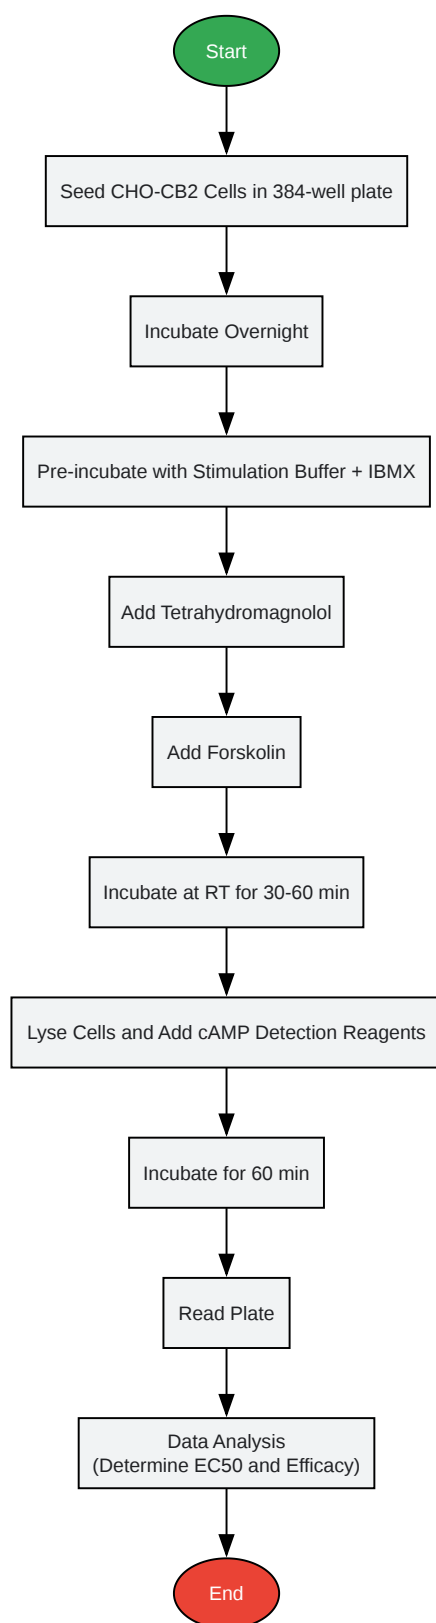 Start
Seed CHO-CB2 Cells in 384-well plate
Incubate Overnight
Pre-incubate with Stimulation Buffer + IBMX
Add Tetrahydromagnolol
Add Forskolin
Incubate at RT for 30-60 min
Lyse Cells and Add cAMP Detection Reagents
Incubate for 60 min
Read Plate
Data Analysis
(Determine EC50 and Efficacy)
End